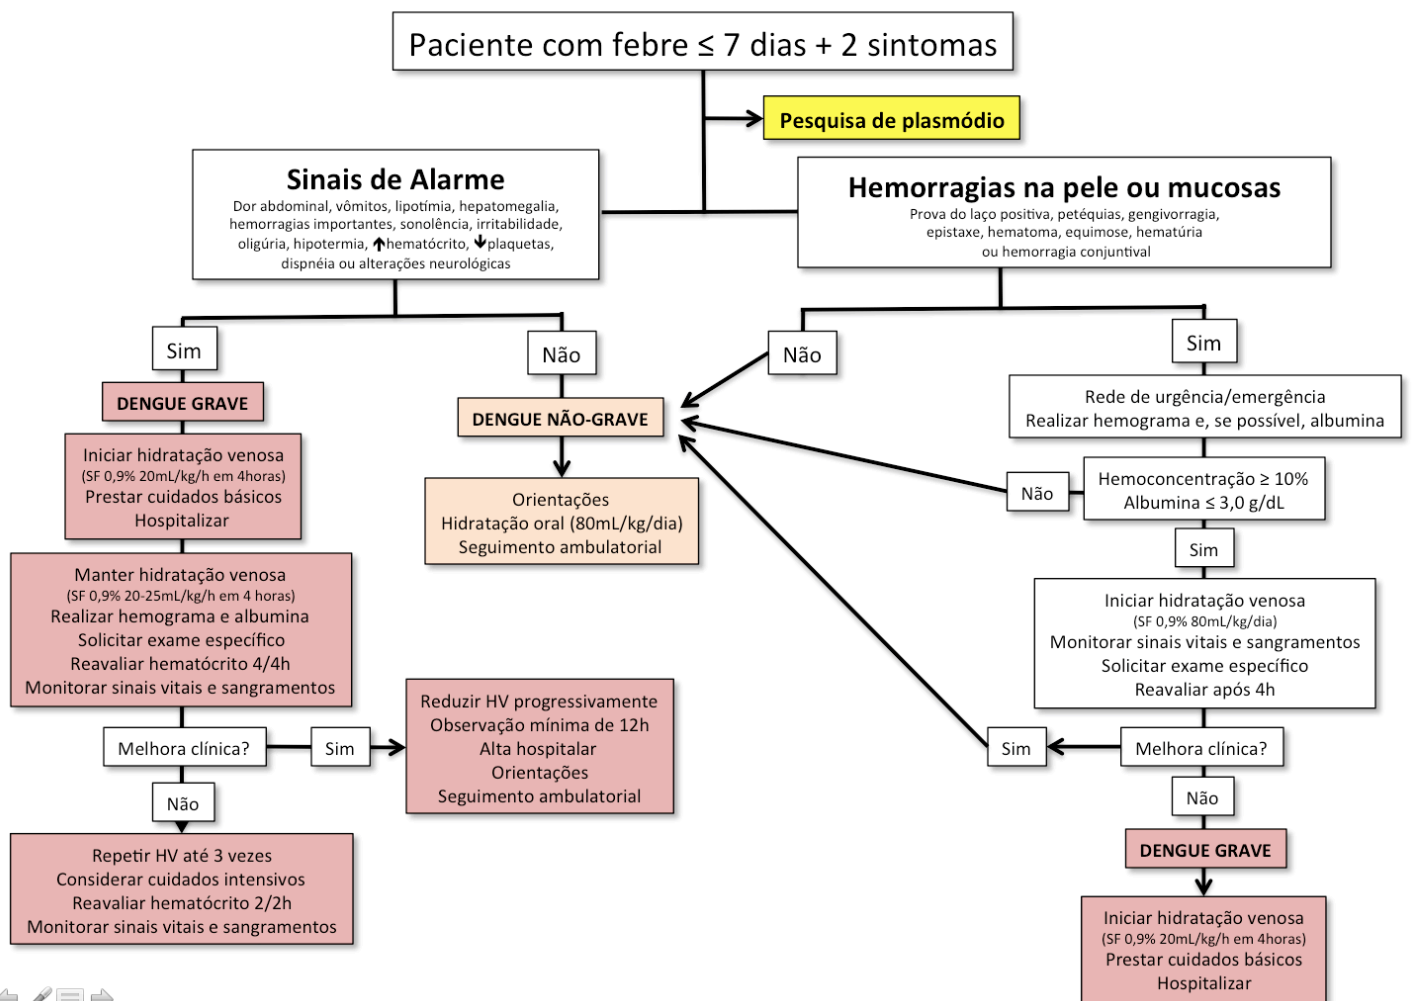 Paciente com febre ≤ 7 dias + 2 sintomas
Pesquisa de plasmódio
Sinais de Alarme
Dor abdominal, vômitos, lipotímia, hepatomegalia,
hemorragias importantes, sonolência, irritabilidade,
oligúria, hipotermia, ↑hematócrito, ↓plaquetas,
dispnéia ou alterações neurológicas
Hemorragias na pele ou mucosas
Prova do laço positiva, petéquias, gengivorragia,
epistaxe, hematoma, equimose, hematúria
ou hemorragia conjuntival
Sim
Não
DENGUE GRAVE
Iniciar hidratação venosa
(SF 0,9% 20mL/kg/h em 4horas)
Prestar cuidados básicos
Hospitalizar
Manter hidratação venosa
(SF 0,9% 20-25mL/kg/h em 4 horas)
Realizar hemograma e albumina
Solicitar exame específico
Reavaliar hematócrito 4/4h
Monitorar sinais vitais e sangramentos
Melhora clínica?
Sim
Reduzir HV progressivamente
Observação mínima de 12h
Alta hospitalar
Orientações
Seguimento ambulatorial
Não
Repetir HV até 3 vezes
Considerar cuidados intensivos
Reavaliar hematócrito 2/2h
Monitorar sinais vitais e sangramentos
DENGUE NÃO-GRAVE
Orientações
Hidratação oral (80mL/kg/dia)
Seguimento ambulatorial
Não
Sim
Rede de urgência/emergência
Realizar hemograma e, se possível, albumina
Hemoconcentração ≥ 10%
Albumina ≤ 3,0 g/dL
Não
Sim
Iniciar hidratação venosa
(SF 0,9% 80mL/kg/dia)
Monitorar sinais vitais e sangramentos
Solicitar exame específico
Reavaliar após 4h
Melhora clínica?
Sim
Não
DENGUE GRAVE
Iniciar hidratação venosa
(SF 0,9% 20mL/kg/h em 4horas)
Prestar cuidados básicos
Hospitalizar